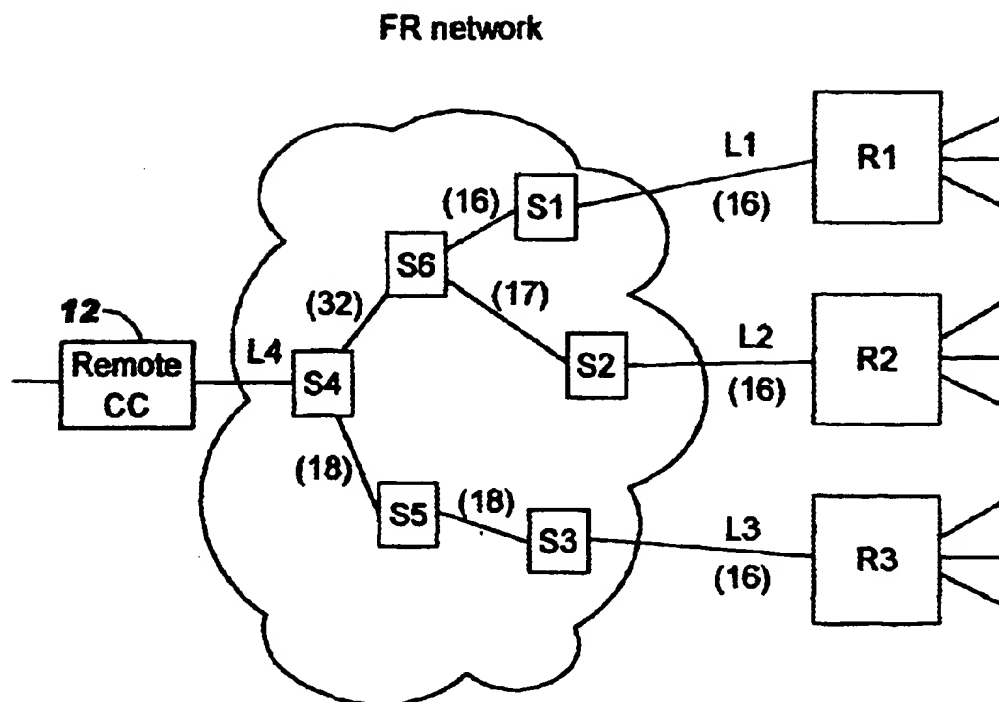 FR network
L1
R1
(16)
S1
(16)
S6
(32)
(17)
12
Remote
CC
L4
S4
S2
L2
(16)
R2
(18)
S5
(18)
S3
L3
(16)
R3